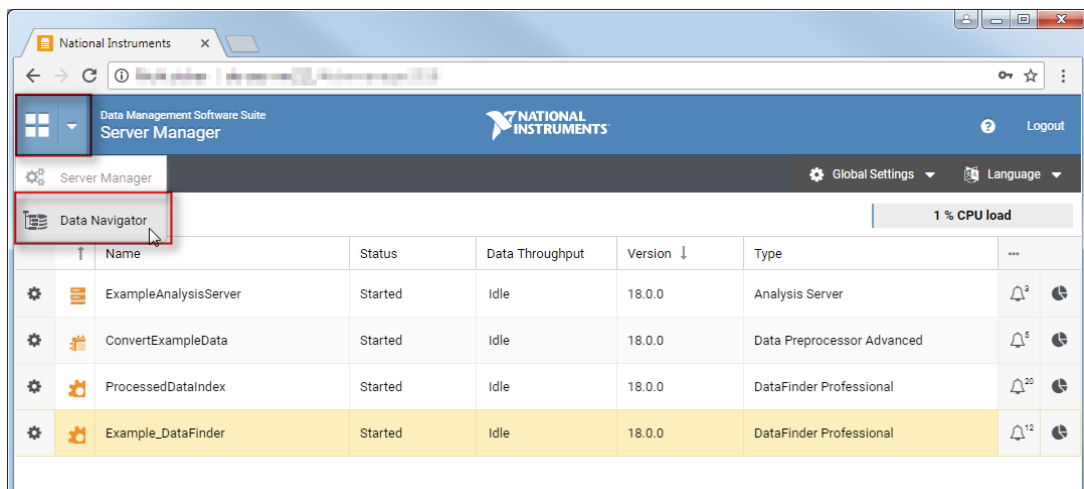 National Instruments
Data Management Software Suite
Server Manager
NATIONAL
INSTRUMENTS
Logout
Server Manager
Global Settings
Language
Data Navigator
1 % CPU load
Name Status Data Throughput Version Type
ExampleAnalysisServer Started Idle 18.0.0 Analysis Server 3
ConvertExampleData Started Idle 18.0.0 Data Preprocessor Advanced 5
ProcessedDataIndex Started Idle 18.0.0 DataFinder Professional 20
Example_DataFinder Started Idle 18.0.0 DataFinder Professional 12